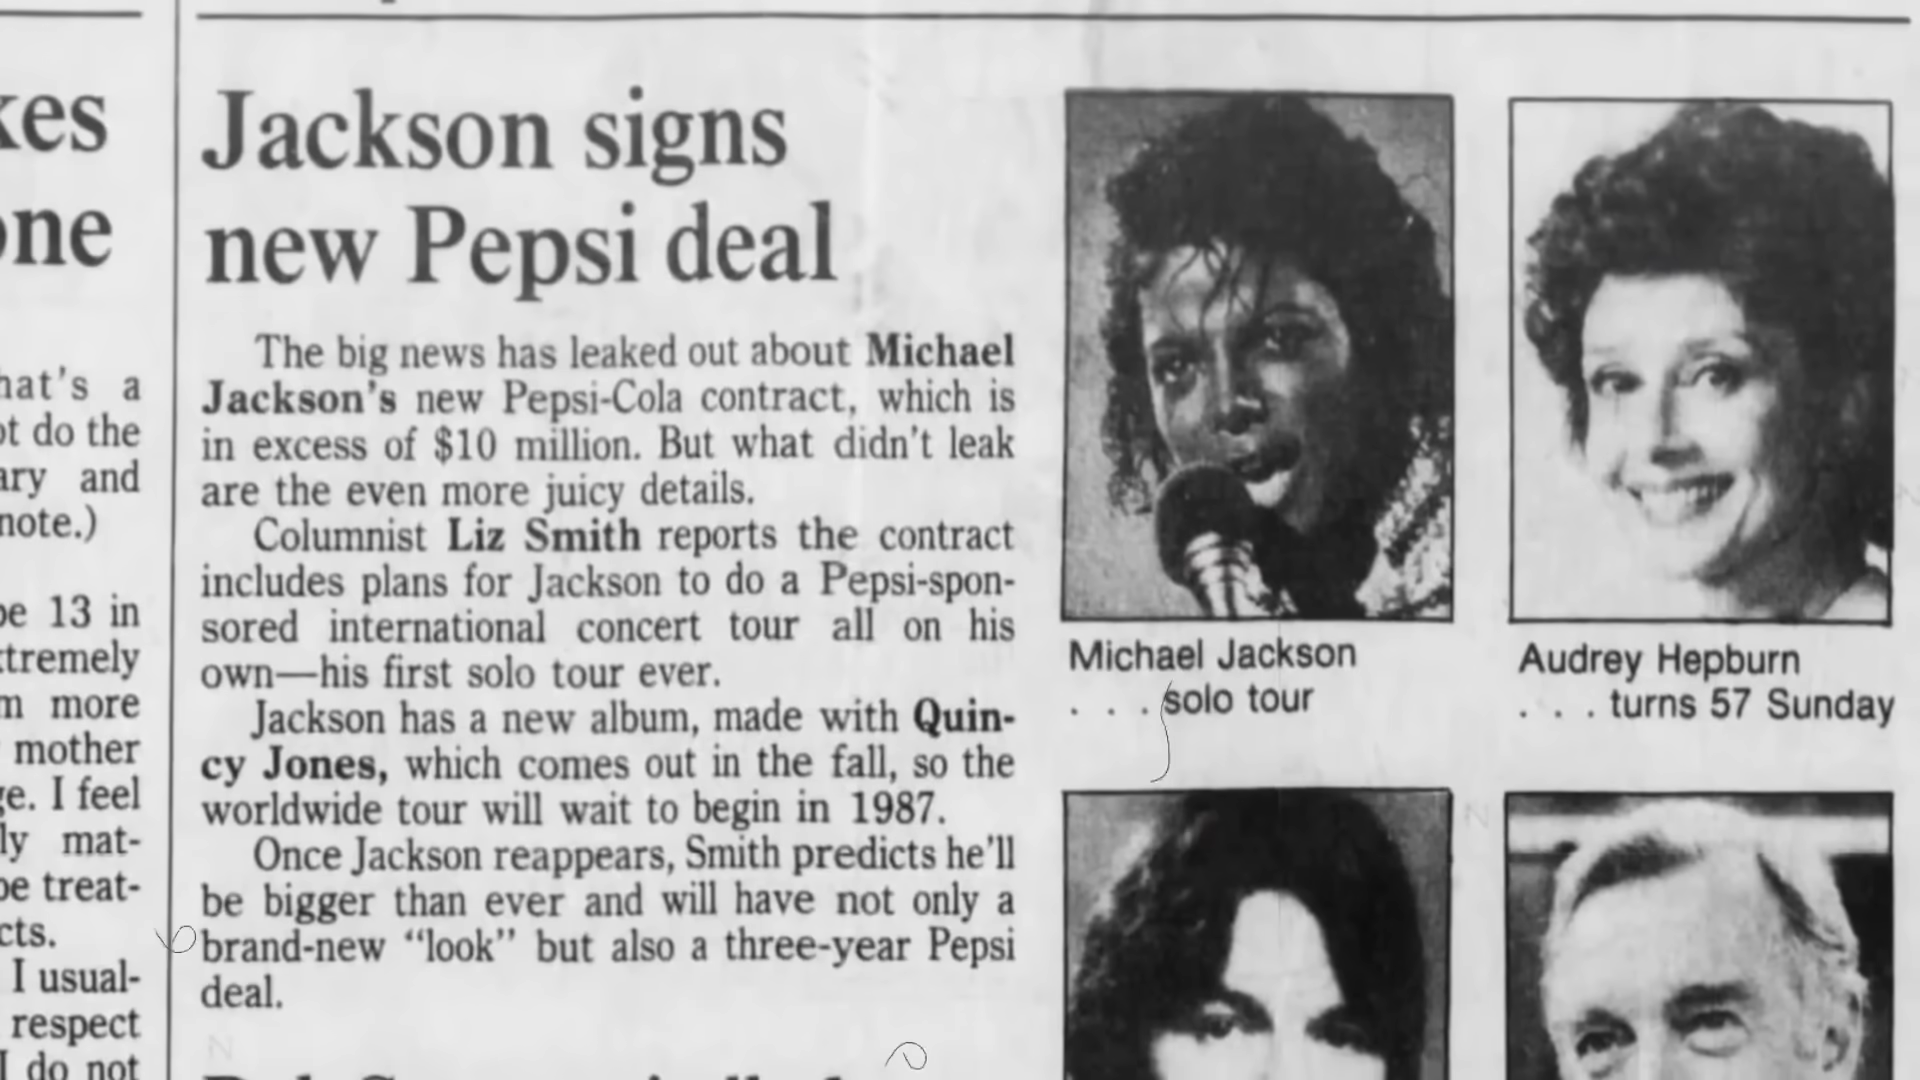 kes
one
hat's a
ot do the
ary and
note.)
be 13 in
xtremely
m more
mother
ge. I feel
ly mat-
be treat-
cts.
I usual-
respect
I do not
Jackson signs
new Pepsi deal
The big news has leaked out about Michael
Jackson's new Pepsi-Cola contract, which is
in excess of $10 million. But what didn't leak
are the even more juicy details.
Columnist Liz Smith reports the contract
includes plans for Jackson to do a Pepsi-spon-
sored international concert tour all on his
own—his first solo tour ever.
Jackson has a new album, made with Quin-
cy Jones, which comes out in the fall, so the
worldwide tour will wait to begin in 1987.
Once Jackson reappears, Smith predicts he'll
be bigger than ever and will have not only a
brand-new “look” but also a three-year Pepsi
deal.
Michael Jackson
. . . solo tour
Audrey Hepburn
. . . turns 57 Sunday